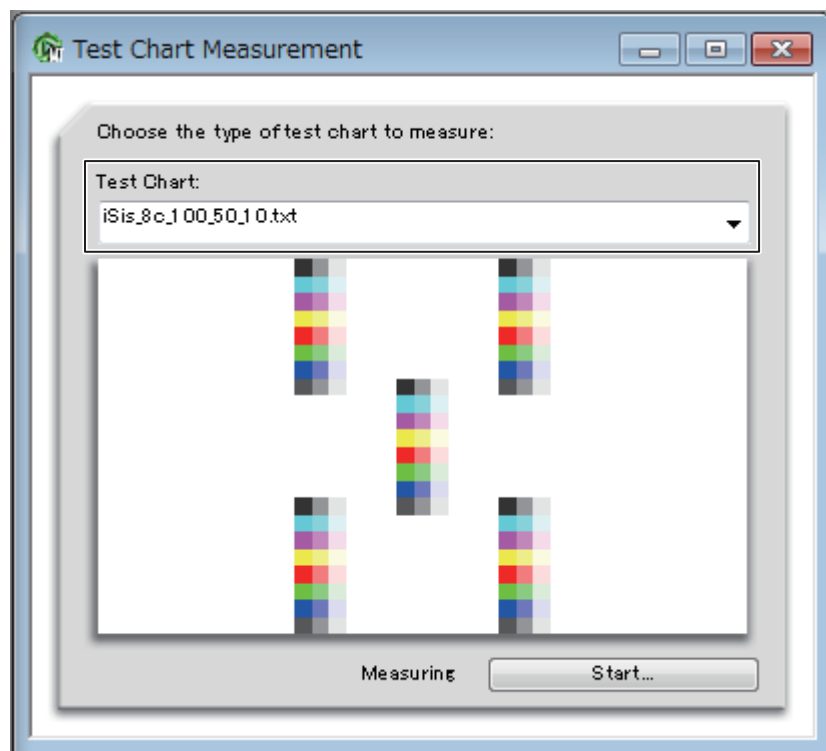 Test Chart Measurement
Choose the type of test chart to measure:
Test Chart:
iSis_8c_100_50_10.txt
Measuring Start...